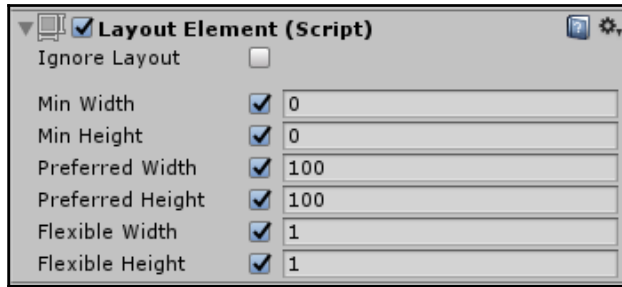 Layout Element (Script)
Ignore Layout
Min Width 0
Min Height 0
Preferred Width 100
Preferred Height 100
Flexible Width 1
Flexible Height 1